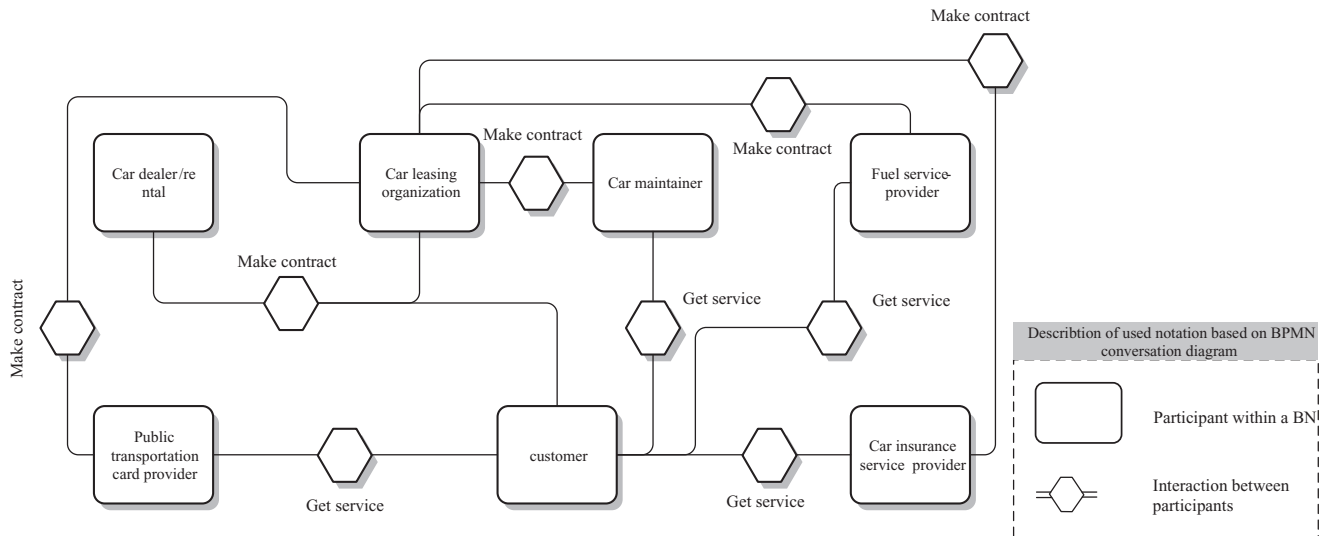 Make contract
Make contract
Make contract
Car dealer/re
ntal
Car leasing
organization
Car maintainer
Fuel service-
provider
Make contract
Make contract
Get service
Get service
Public
transportation
card provider
customer
Car insurance
service provider
Get service
Get service
Describtion of used notation based on BPMN
conversation diagram
Participant within a BN
Interaction between
participants